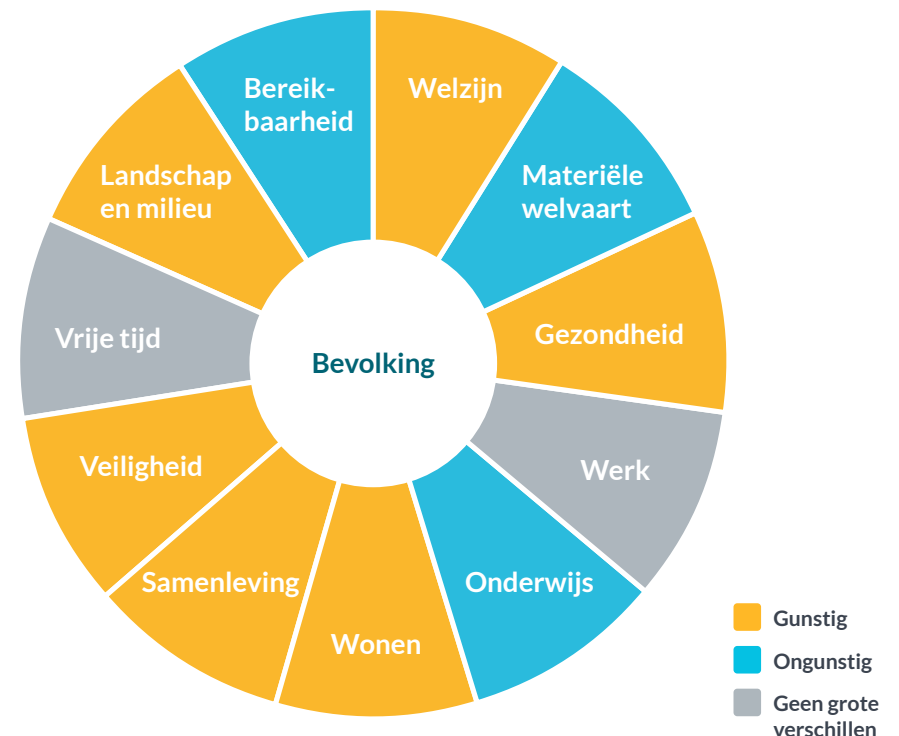 Bereik-
baarheid
Welzijn
Materiële
welvaart
Gezondheid
Werk
Onderwijs
Wonen
Samenleving
Veiligheid
Vrije tijd
Landschap
en milieu
Bevolking
Gunstig
Ongunstig
Geen grote
verschillen